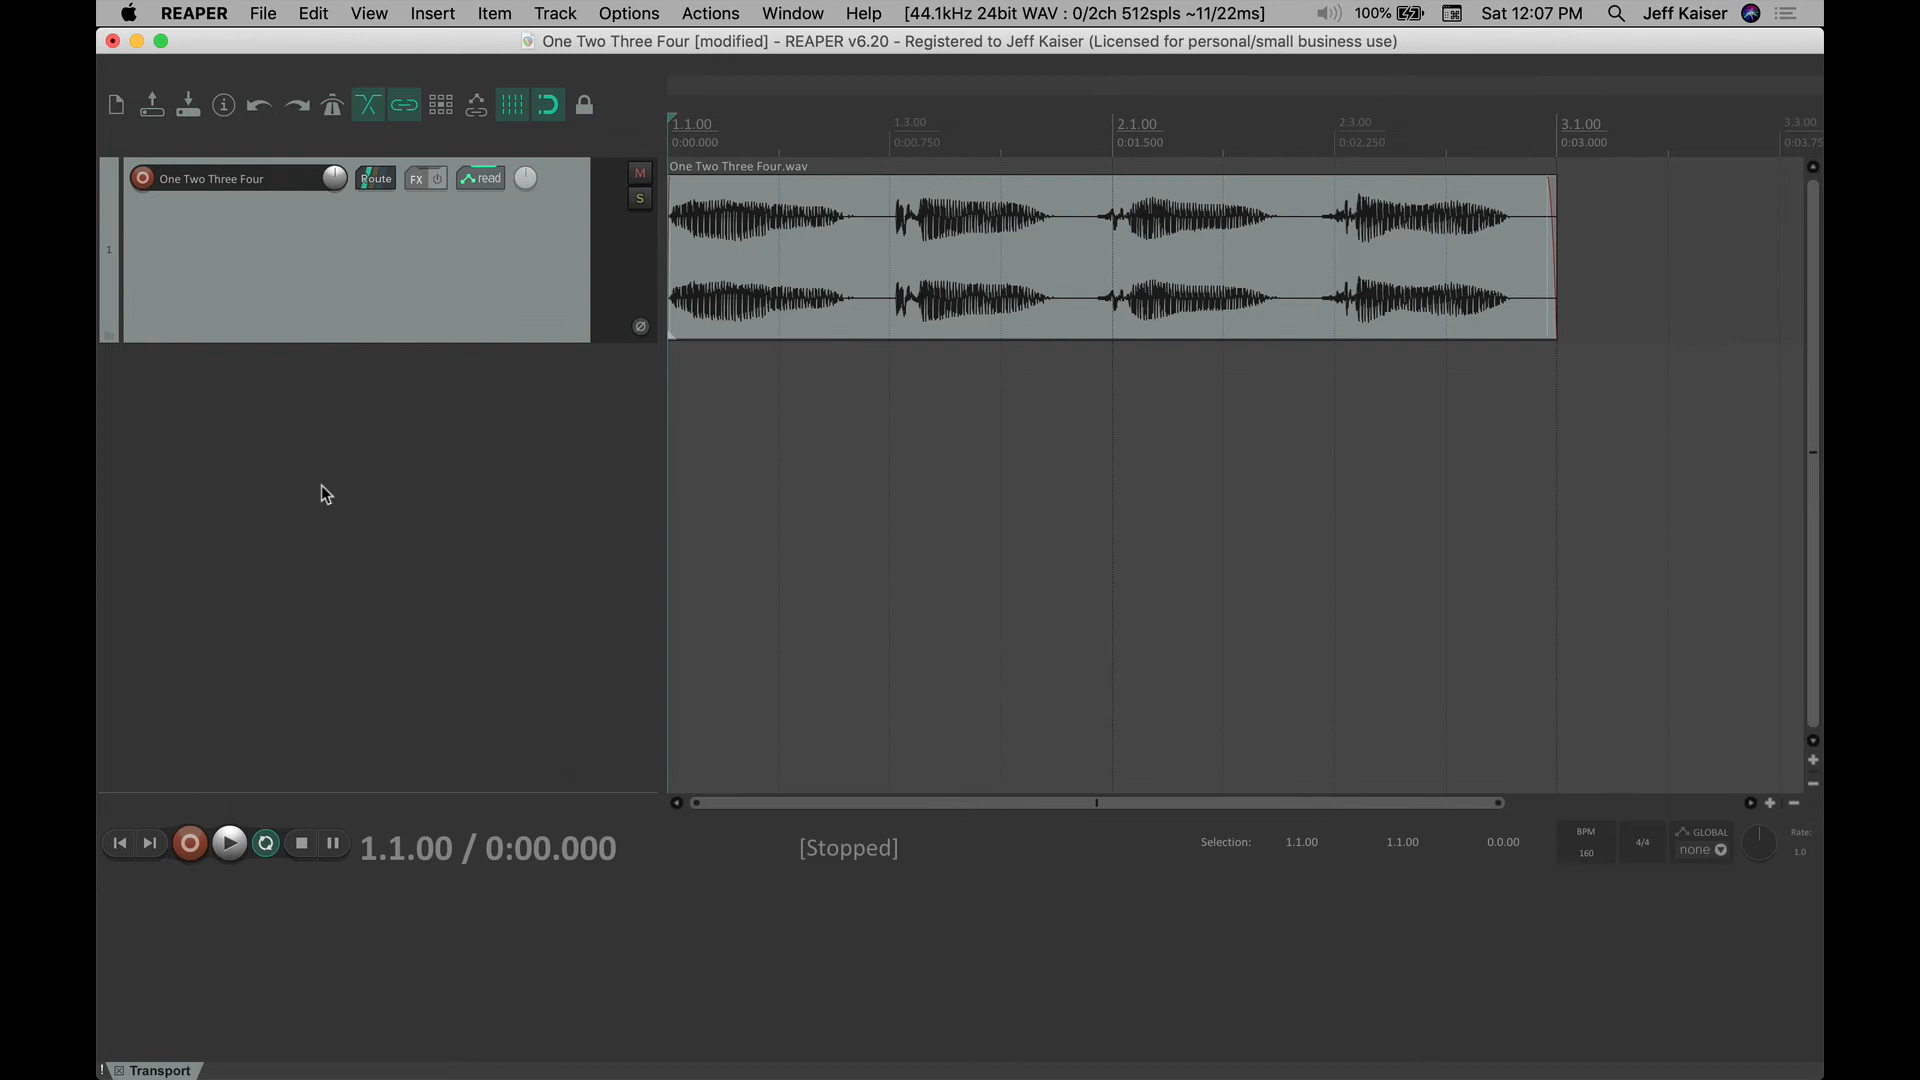 REAPER File Edit View Insert Item Track Options Actions Window Help [44.1kHz 24bit WAV : 0/2ch 512spls ~11/22ms] 100% Sat 12:07 PM Jeff Kaiser
One Two Three Four [modified] - REAPER v6.20 - Registered to Jeff Kaiser (Licensed for personal/small business use)
1.1.00 1.3.00 2.1.00 2.3.00 3.1.00 3.3.00
0:00.000 0:00.750 0:01.500 0:02.250 0:03.000 0:03.75
One Two Three Four.wav
One Two Three Four Route FX read M
S
1
1.1.00 / 0:00.000 [Stopped] Selection: 1.1.00 1.1.00 0.0.00
BPM
160
4/4
GLOBAL
none
Rate:
1.0
! Transport